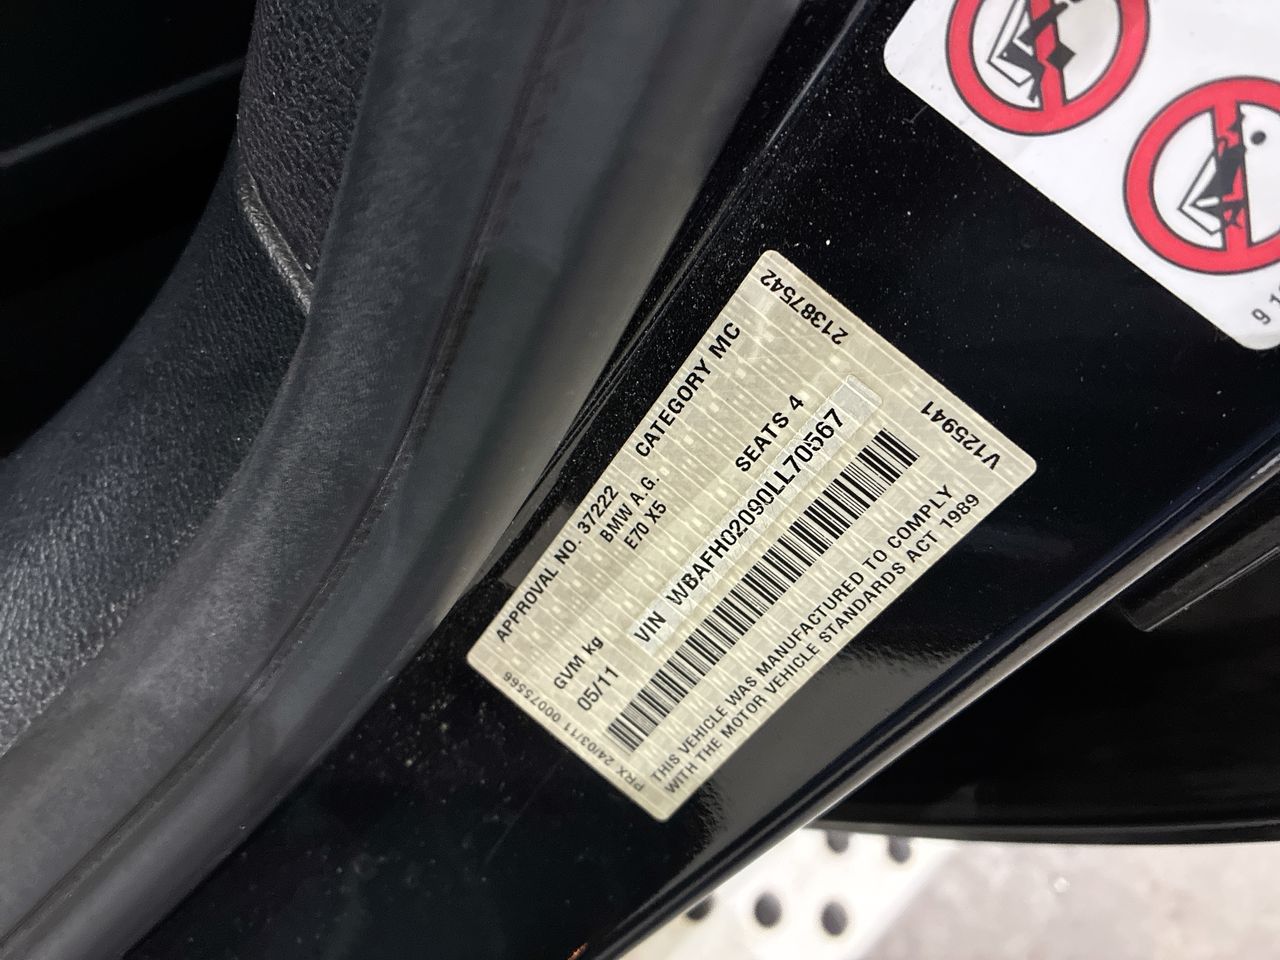 APPROVAL NO. 37222 CATEGORY MC
BMW A.G.
E70 X5
GVM kg SEATS 4
05/11
VIN WBAFH02090LL70567
THIS VEHICLE WAS MANUFACTURED TO COMPLY
WITH THE MOTOR VEHICLE STANDARDS ACT 1989
PRX 24/03/11 00075566
213875542
V125941